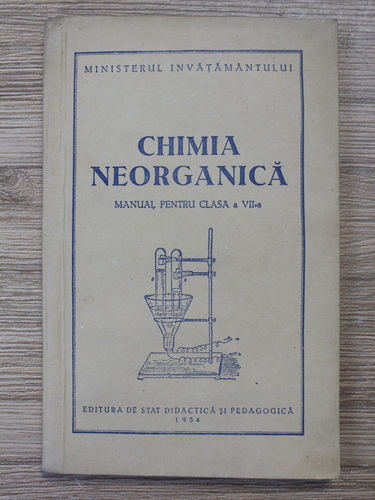 MINISTERUL INVĂȚĂMÂNTULUI
CHIMIA
NEORGANICĂ
MANUAL PENTRU CLASA a VII-a
EDITURA DE STAT DIDACTICĂ ȘI PEDAGOGICĂ
1954